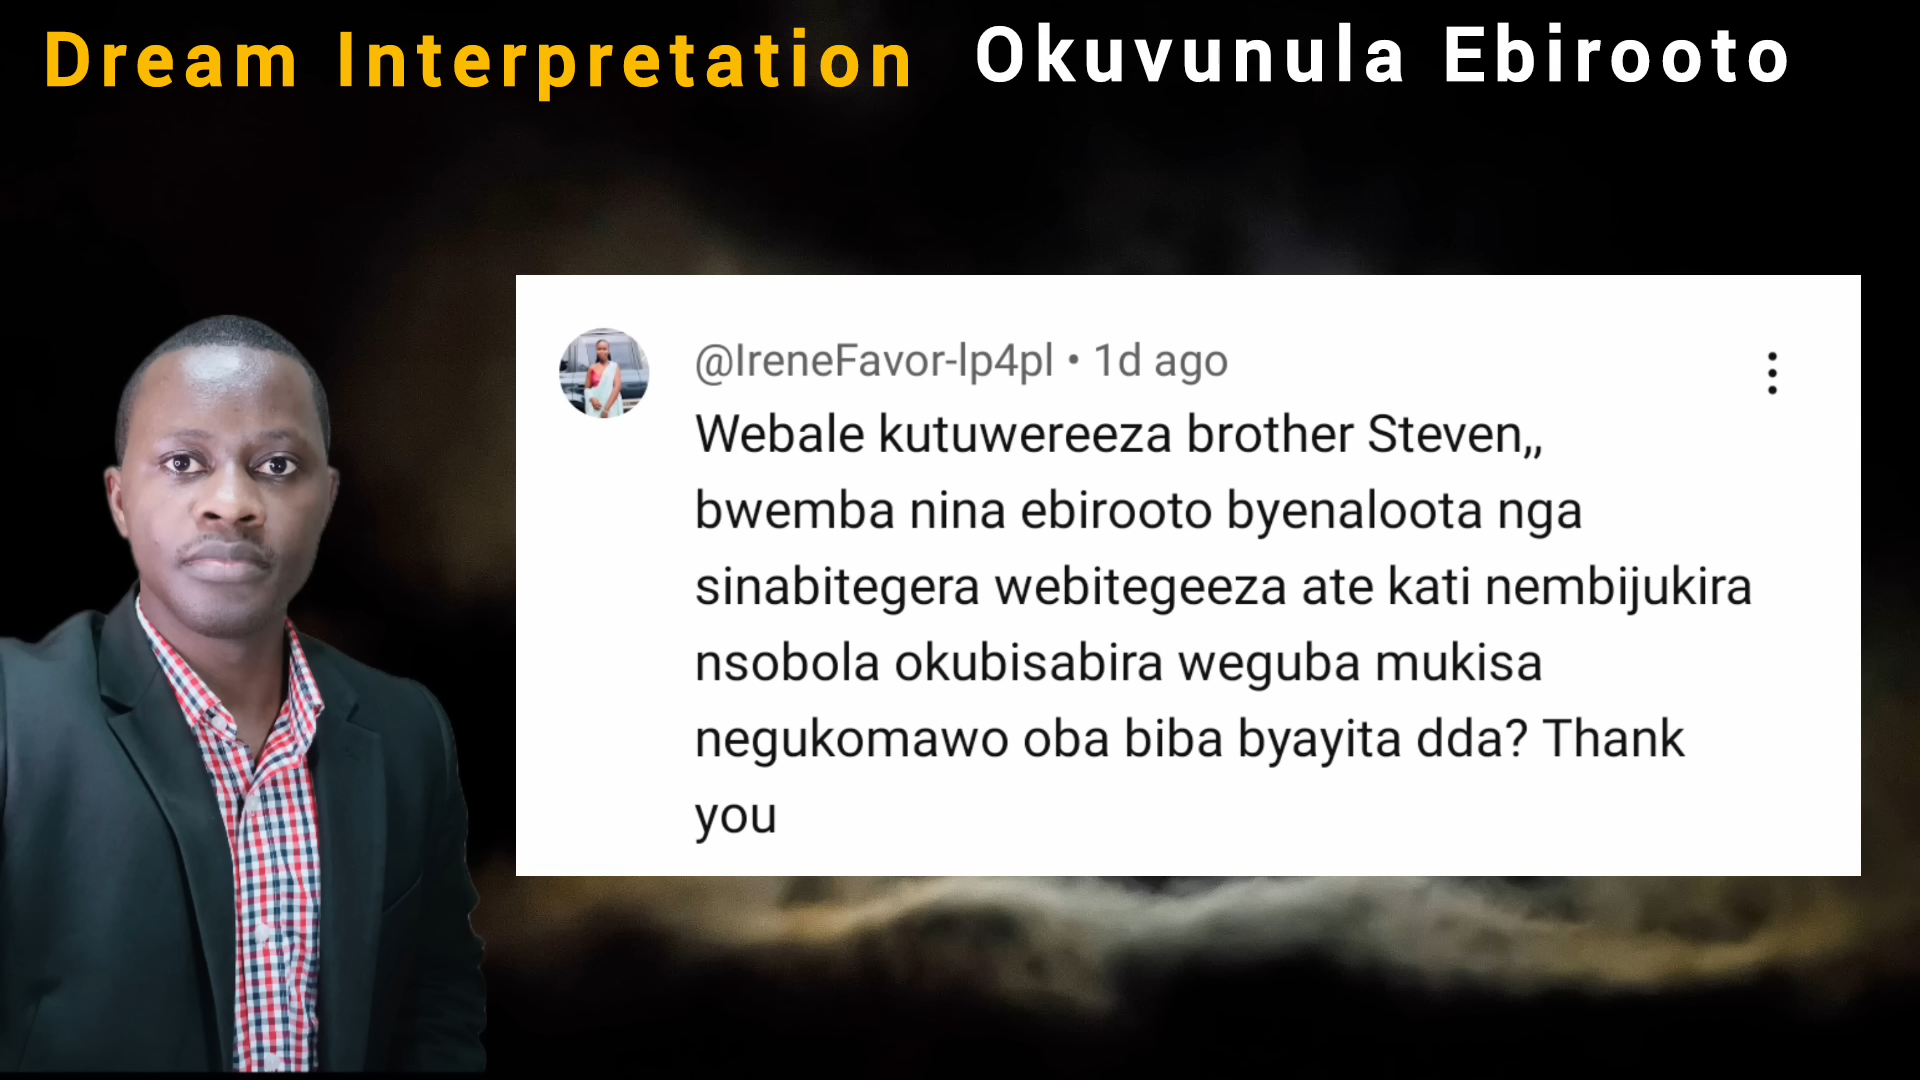 Dream Interpretation Okuvunula Ebirooto
@IreneFavor-lp4pl • 1d ago
Webale kutuwereeza brother Steven,,
bwemba nina ebirooto byenaloota nga
sinabitegera webitegeeza ate kati nembijukira
nsobola okubisabira weguba mukisa
negukomawo oba biba byayita dda? Thank
you